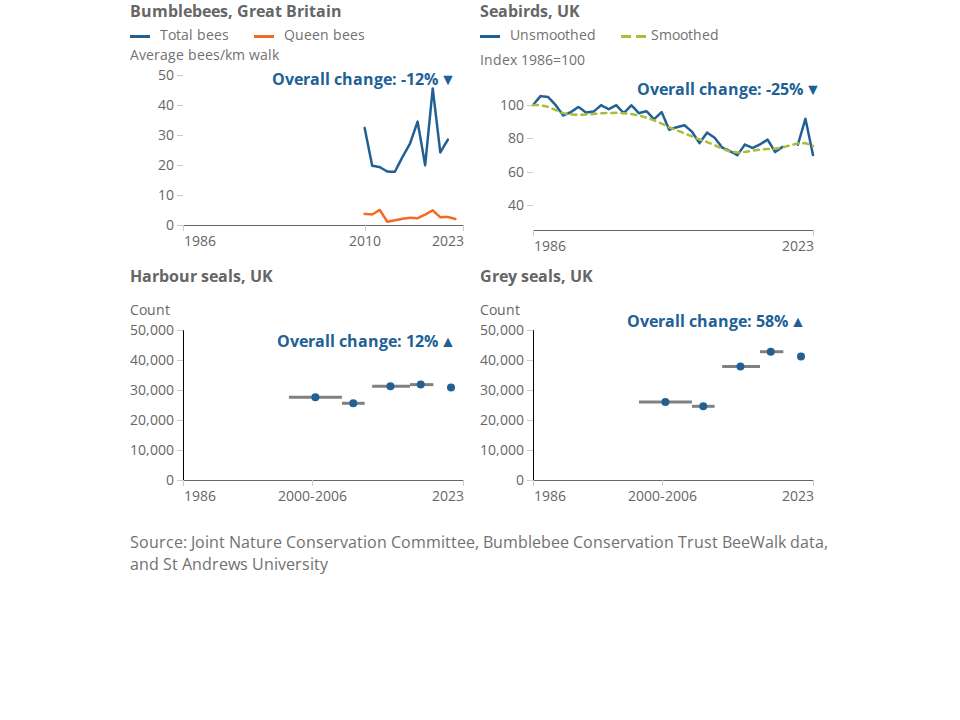 Bumblebees, Great Britain
Total bees
Queen bees
Average bees/km walk
Overall change: -12% ▼
50
40
30
20
10
0
1986
2010
2023
Seabirds, UK
Unsmoothed
Smoothed
Index 1986=100
Overall change: -25% ▼
100
80
60
40
1986
2023
Harbour seals, UK
Count
Overall change: 12% ▲
50,000
40,000
30,000
20,000
10,000
0
1986
2000-2006
2023
Grey seals, UK
Count
Overall change: 58% ▲
50,000
40,000
30,000
20,000
10,000
0
1986
2000-2006
2023
Source: Joint Nature Conservation Committee, Bumblebee Conservation Trust BeeWalk data,
and St Andrews University